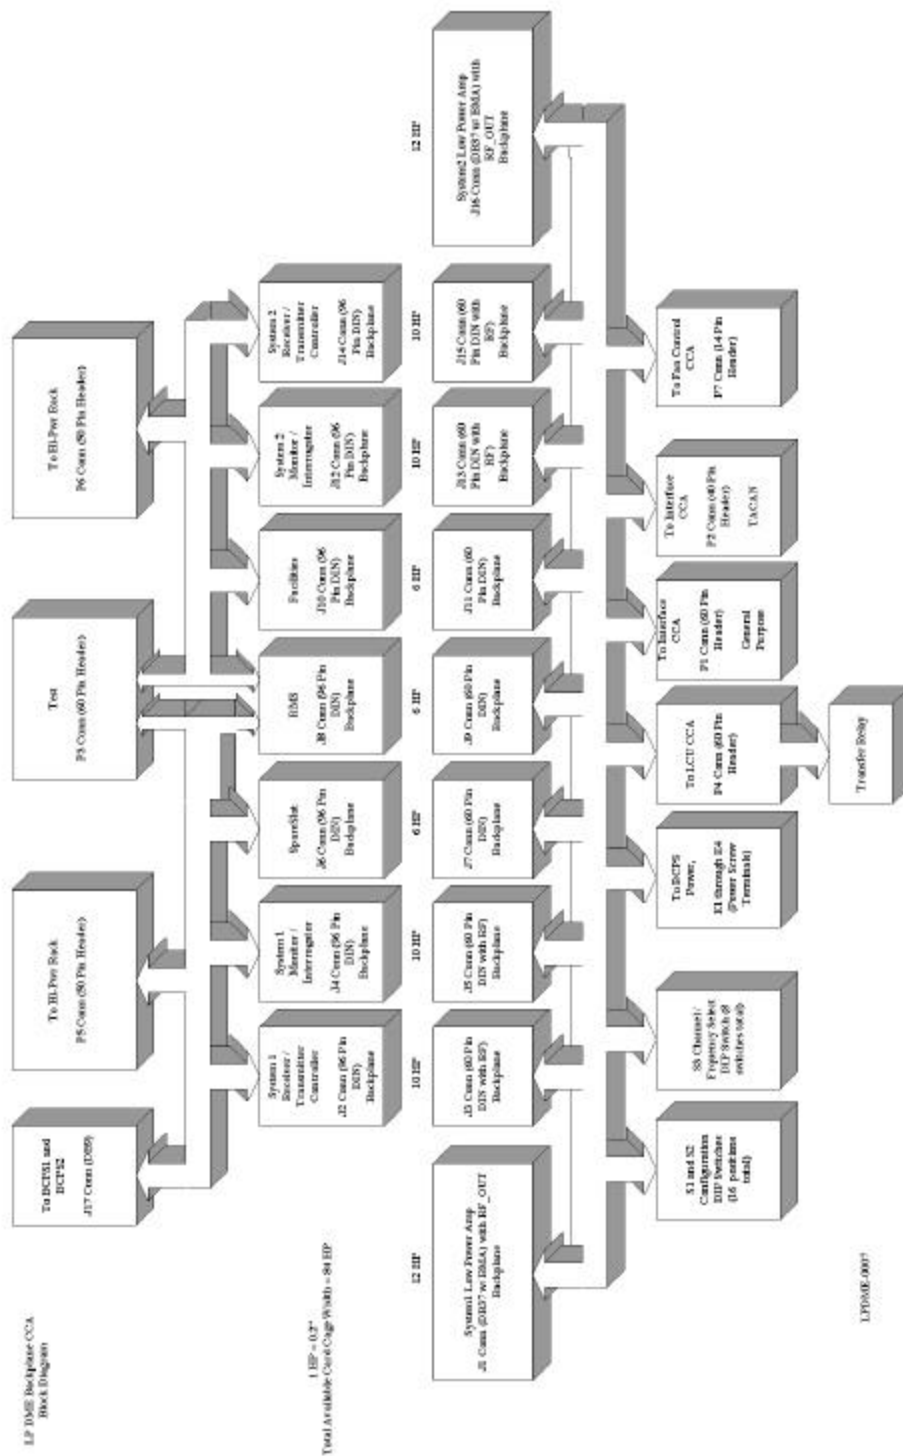 LP DME Backplane CCA
Block Diagram
To BCPS1 and
BCPS2
J17 Conn (DB9)
To Hi-Pwr Rack
P5 Conn (50 Pin Header)
Test
P3 Conn (60 Pin Header)
To Hi-Pwr Rack
P6 Conn (50 Pin Header)
1 HP = 0.2"
Total Available Card Cage Width = 84 HP
System 1
Receiver /
Transmitter
Controller
J2 Conn (96 Pin
DIN)
Backplane
System 1
Monitor /
Interrogator
J4 Conn (96 Pin
DIN)
Backplane
SpareSlot
J6 Conn (96 Pin
DIN)
Backplane
RMS
J8 Conn (96 Pin
DIN)
Backplane
Facilities
J10 Conn (96
Pin DIN)
Backplane
System 2
Monitor /
Interrogator
J12 Conn (96
Pin DIN)
Backplane
System 2
Receiver /
Transmitter
Controller
J14 Conn (96
Pin DIN)
Backplane
12 HP
10 HP
10 HP
6 HP
6 HP
6 HP
10 HP
10 HP
12 HP
System1 Low Power Amp
J1 Conn (DB37 w/ BMA) with RF_OUT
Backplane
J3 Conn (60 Pin
DIN with RF)
Backplane
J5 Conn (60 Pin
DIN with RF)
Backplane
J7 Conn (60 Pin
DIN)
Backplane
J9 Conn (60 Pin
DIN)
Backplane
J11 Conn (60
Pin DIN)
Backplane
J13 Conn (60
Pin DIN with
RF)
Backplane
J15 Conn (60
Pin DIN with
RF)
Backplane
System2 Low Power Amp
J16 Conn (DB37 w/ BMA) with
RF_OUT
Backplane
S1 and S2
Configuration
DIP Switches
(16 positions
total)
S3 Channel /
Frequency Select
DIP Switch (8
switches total)
To BCPS
Power,
E1 through E4
(Power Screw
Terminals)
To LCU CCA
P4 Conn (60 Pin
Header)
To Interface
CCA
P1 Conn (60 Pin
Header)
General
Purpose
To Interface
CCA
P2 Conn (40 Pin
Header)
TACAN
To Fan Control
CCA
P7 Conn (14 Pin
Header)
Transfer Relay
LPDME-0007